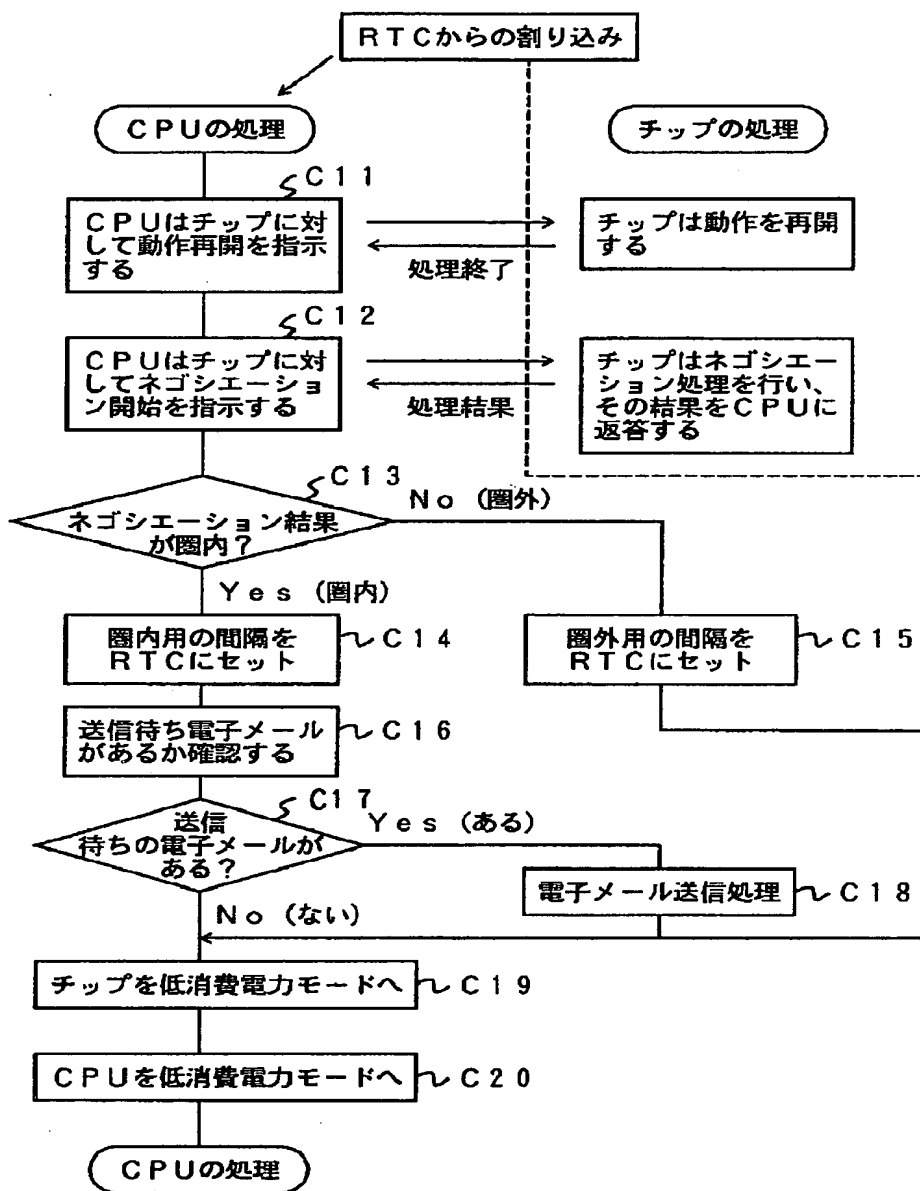 RTCからの割り込み
CPUの処理
チップの処理
C11
CPUはチップに対
して動作再開を指示
する
処理終了
チップは動作を再開
する
C12
CPUはチップに対
してネゴシエーショ
ン開始を指示する
処理結果
チップはネゴシエー
ション処理を行い、
その結果をCPUに
返答する
C13
ネゴシエーション結果
が圏内?
No(圏外)
Yes(圏内)
圏内用の間隔を
RTCにセット
C14
圏外用の間隔を
RTCにセット
C15
送信待ち電子メール
があるか確認する
C16
C17
送信
待ちの電子メールが
ある?
Yes(ある)
電子メール送信処理
C18
No(ない)
チップを低消費電力モードへ
C19
CPUを低消費電力モードへ
C20
CPUの処理